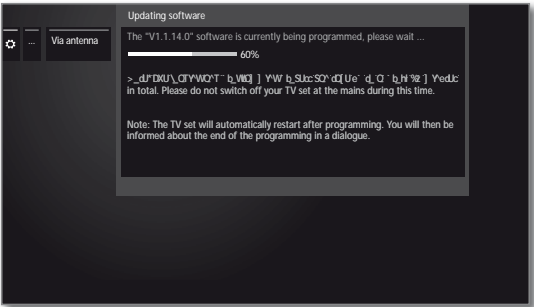 Updating software
The "V1.1.14.0" software is currently being programmed, please wait ...
60%
... Via antenna
in total. Please do not switch off your TV set at the mains during this time.
Note: The TV set will automatically restart after programming. You will then be
informed about the end of the programming in a dialogue.